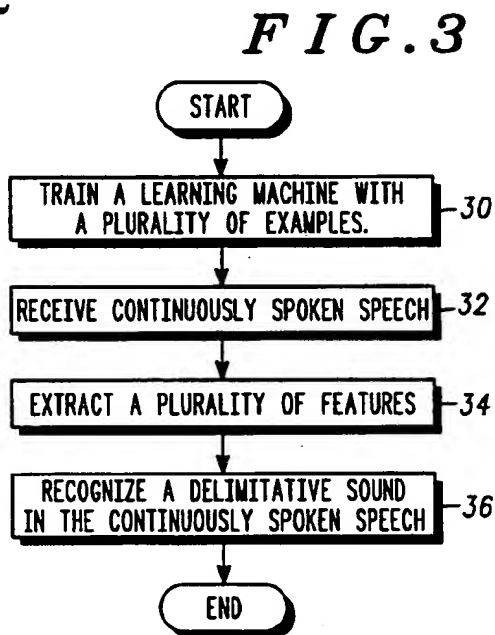 FIG.3
START
TRAIN A LEARNING MACHINE WITH
A PLURALITY OF EXAMPLES.
30
RECEIVE CONTINUOUSLY SPOKEN SPEECH
32
EXTRACT A PLURALITY OF FEATURES
34
RECOGNIZE A DELIMITATIVE SOUND
IN THE CONTINUOUSLY SPOKEN SPEECH
36
END